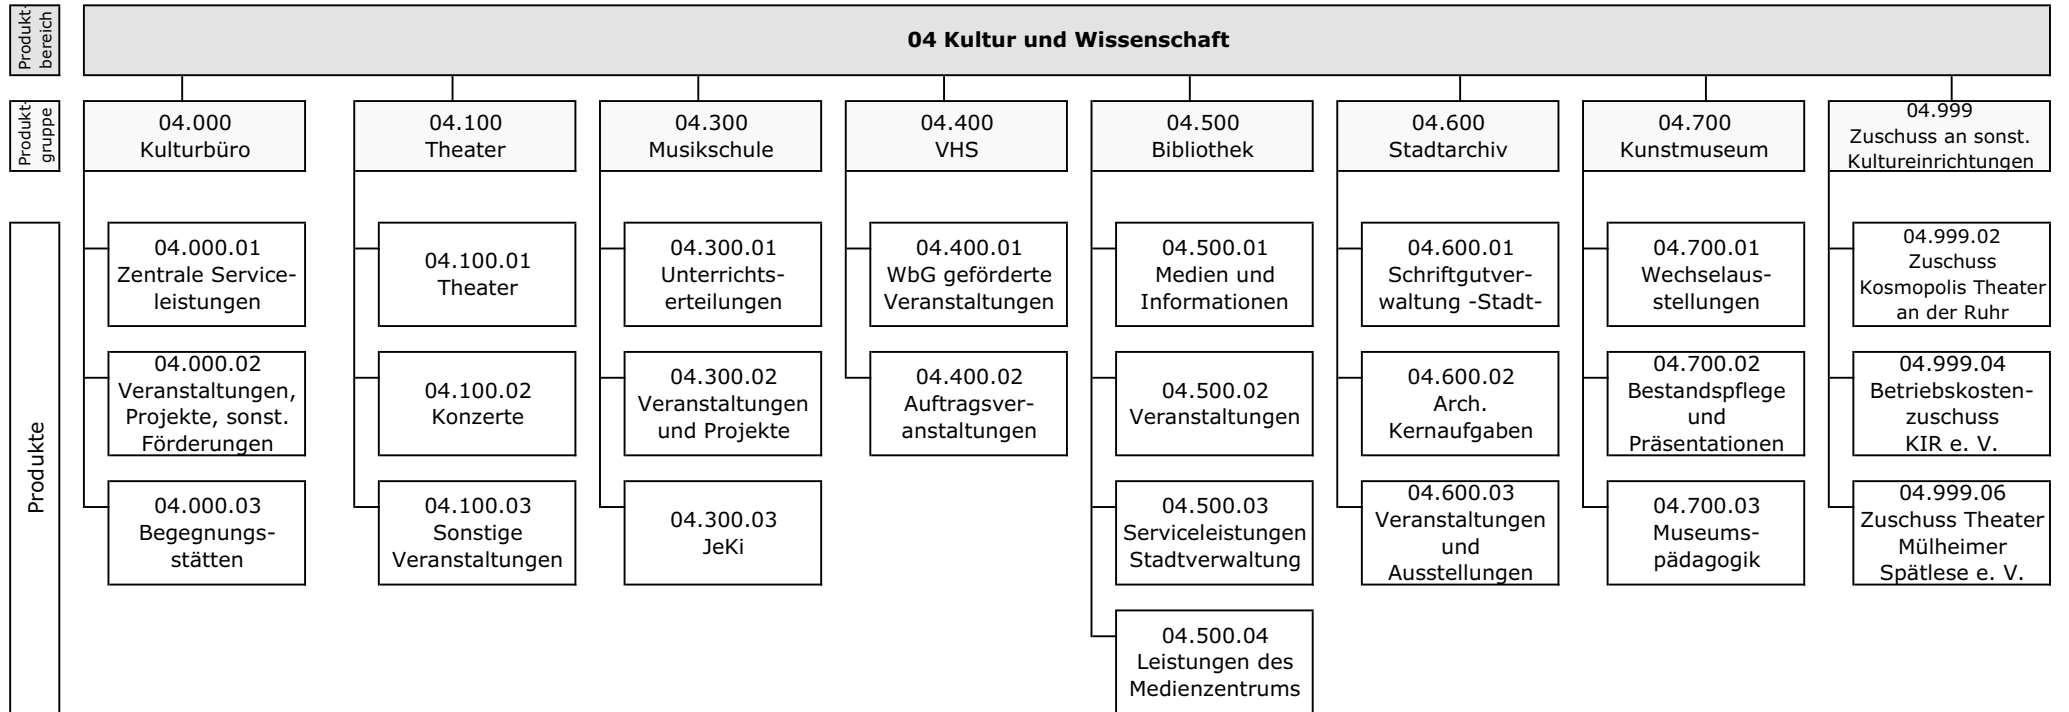 Produkt-
bereich
04 Kultur und Wissenschaft
Produkt-
gruppe
04.000
Kulturbüro
04.100
Theater
04.300
Musikschule
04.400
VHS
04.500
Bibliothek
04.600
Stadtarchiv
04.700
Kunstmuseum
04.999
Zuschuss an sonst.
Kultureinrichtungen
Produkte
04.000.01
Zentrale Service-
leistungen
04.100.01
Theater
04.300.01
Unterrichts-
erteilungen
04.400.01
WbG geförderte
Veranstaltungen
04.500.01
Medien und
Informationen
04.600.01
Schriftgutver-
waltung -Stadt-
04.700.01
Wechselaus-
stellungen
04.999.02
Zuschuss
Kosmopolis Theater
an der Ruhr
04.000.02
Veranstaltungen,
Projekte, sonst.
Förderungen
04.100.02
Konzerte
04.300.02
Veranstaltungen
und Projekte
04.400.02
Auftragsver-
anstaltungen
04.500.02
Veranstaltungen
04.600.02
Arch.
Kernaufgaben
04.700.02
Bestandspflege
und
Präsentationen
04.999.04
Betriebskosten-
zuschuss
KIR e. V.
04.000.03
Begegnungs-
stätten
04.100.03
Sonstige
Veranstaltungen
04.300.03
JeKi
04.500.03
Serviceleistungen
Stadtverwaltung
04.600.03
Veranstaltungen
und
Ausstellungen
04.700.03
Museums-
pädagogik
04.999.06
Zuschuss Theater
Mülheimer
Spätlese e. V.
04.500.04
Leistungen des
Medienzentrums